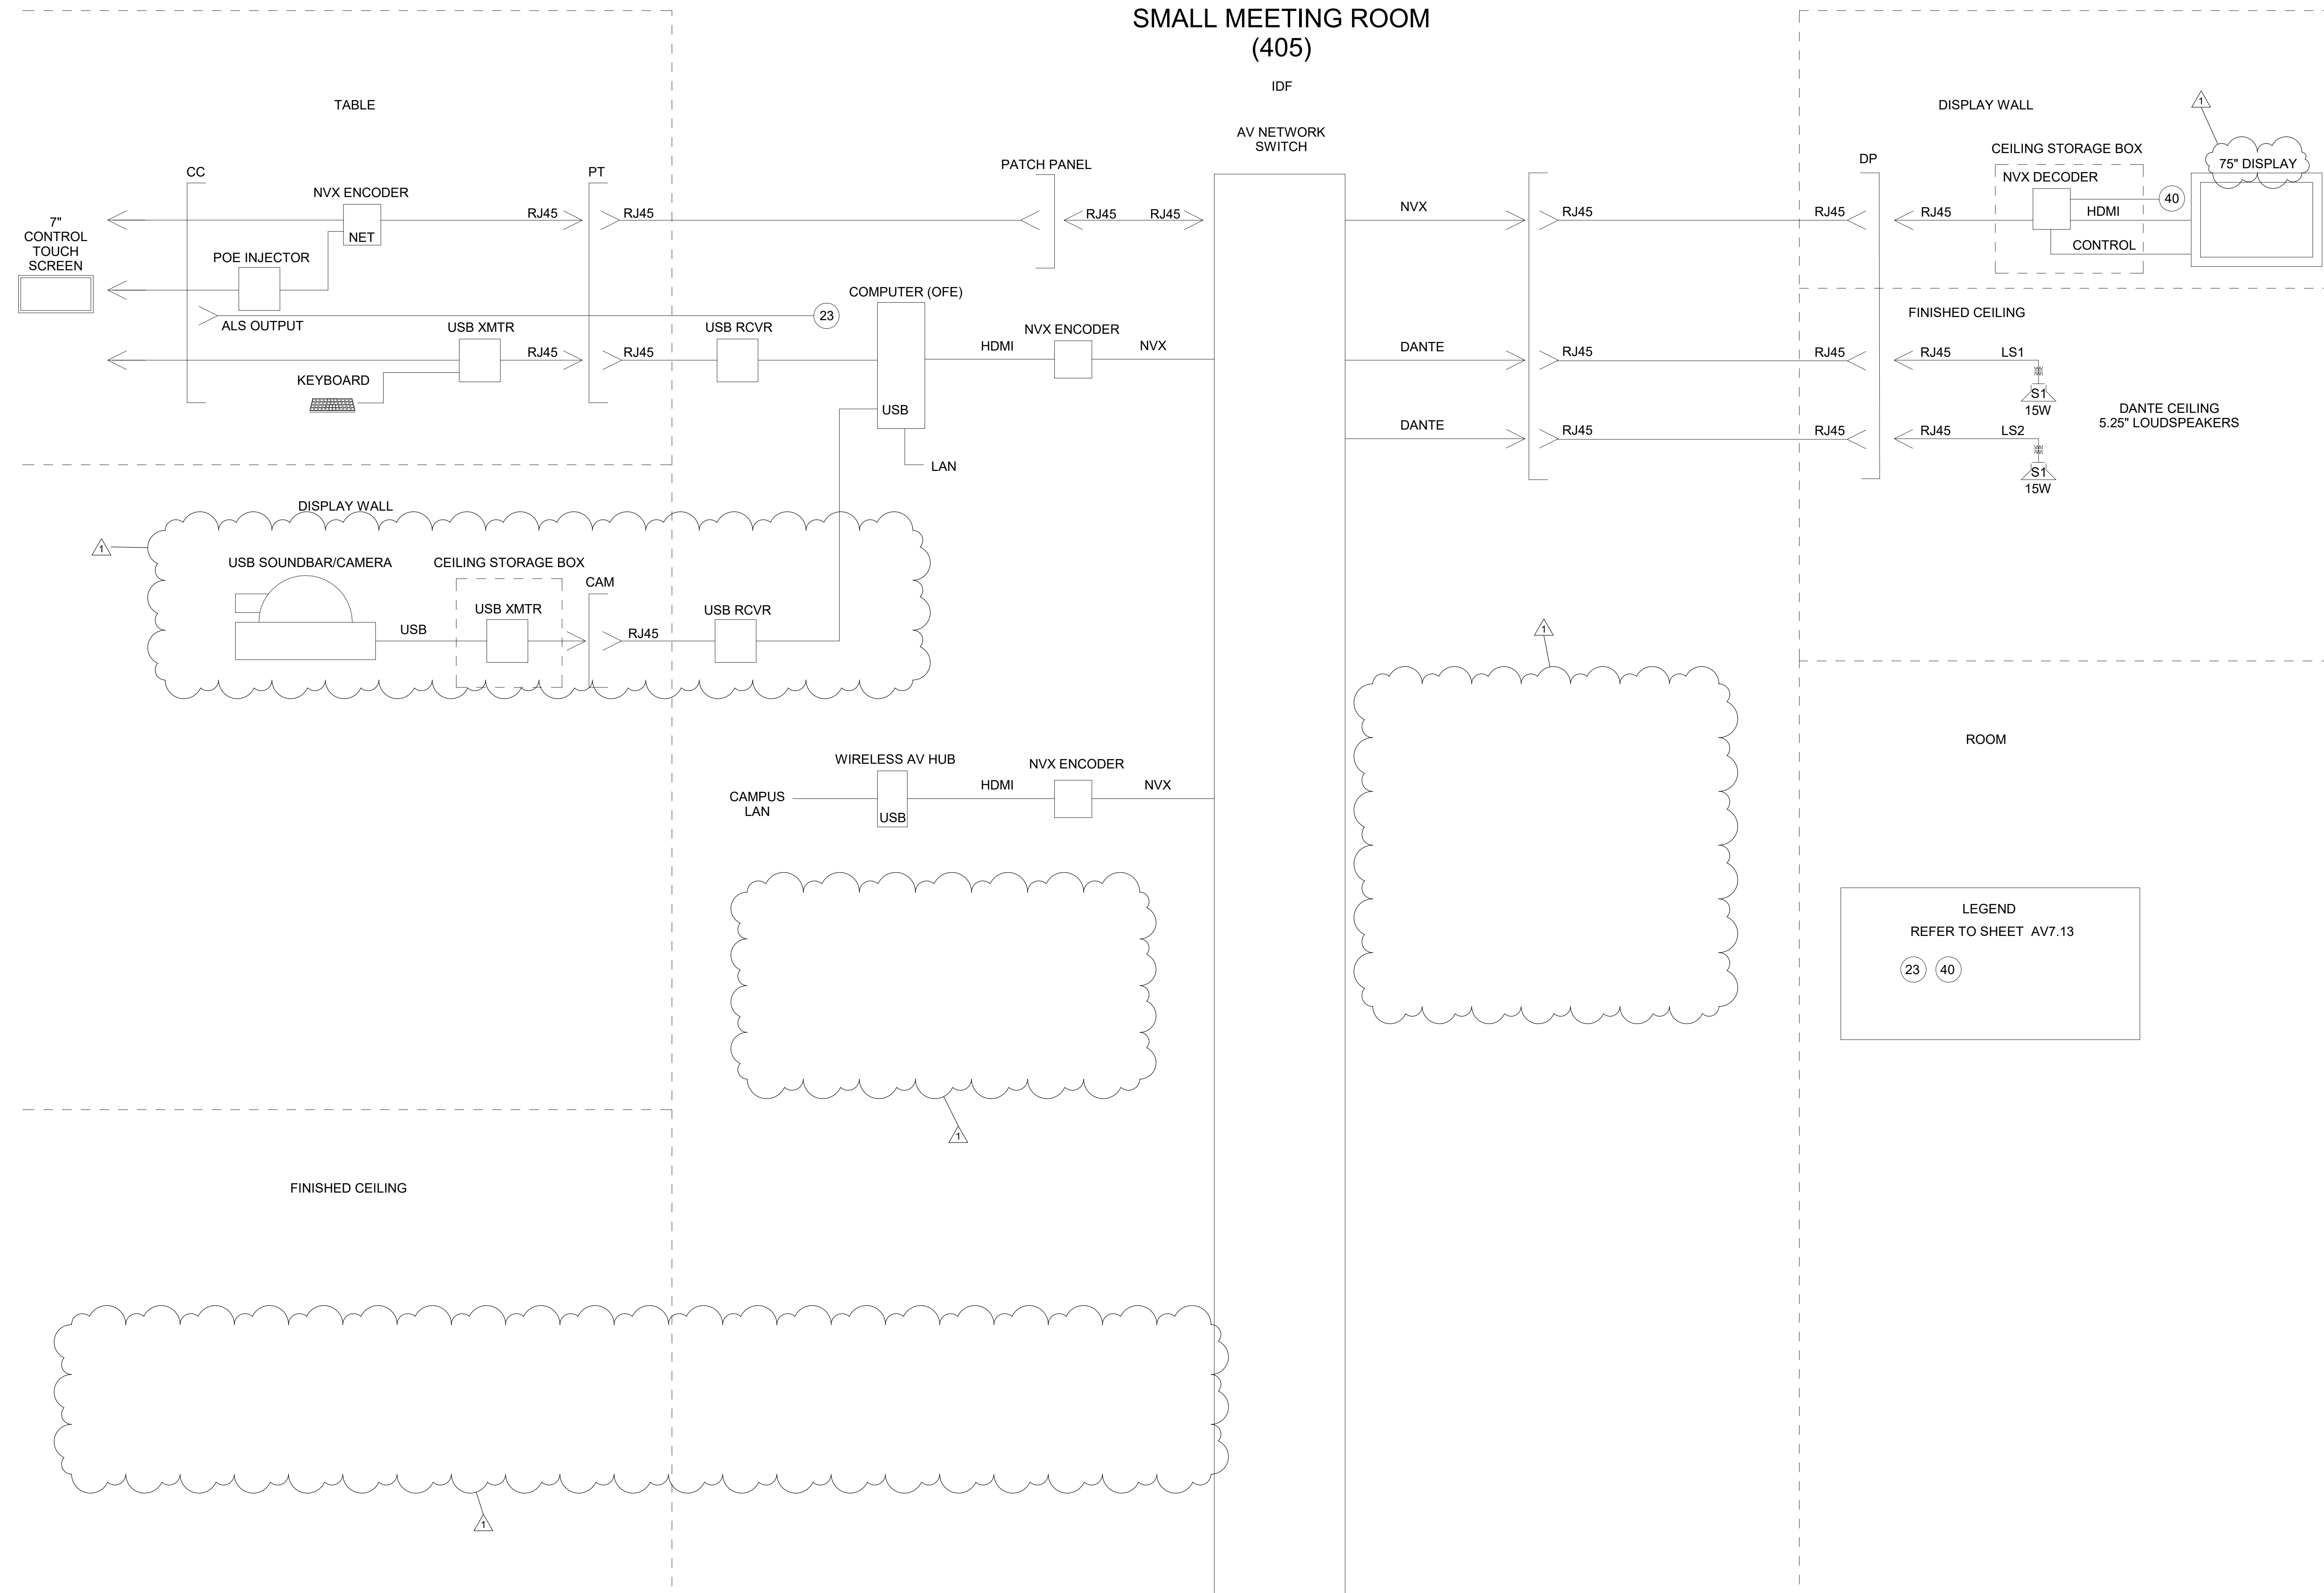 SMALL MEETING ROOM
(405)
IDF
TABLE
CC
PT
NVX ENCODER
NET
RJ45
RJ45
7"
CONTROL
TOUCH
SCREEN
POE INJECTOR
ALS OUTPUT
23
USB XMTR
RJ45
RJ45
USB RCVR
KEYBOARD
COMPUTER (OFE)
USB
LAN
HDMI
NVX ENCODER
NVX
PATCH PANEL
RJ45
RJ45
AV NETWORK
SWITCH
NVX
RJ45
RJ45
DANTE
RJ45
RJ45
DANTE
RJ45
RJ45
DISPLAY WALL
1
DP
CEILING STORAGE BOX
75" DISPLAY
NVX DECODER
40
RJ45
HDMI
CONTROL
FINISHED CEILING
RJ45
LS1
S1
15W
DANTE CEILING
5.25" LOUDSPEAKERS
RJ45
LS2
S1
15W
DISPLAY WALL
1
USB SOUNDBAR/CAMERA
CEILING STORAGE BOX
CAM
USB XMTR
USB
RJ45
USB RCVR
1
WIRELESS AV HUB
USB
CAMPUS
LAN
HDMI
NVX ENCODER
NVX
1
ROOM
LEGEND
REFER TO SHEET AV7.13
23 40
FINISHED CEILING
1